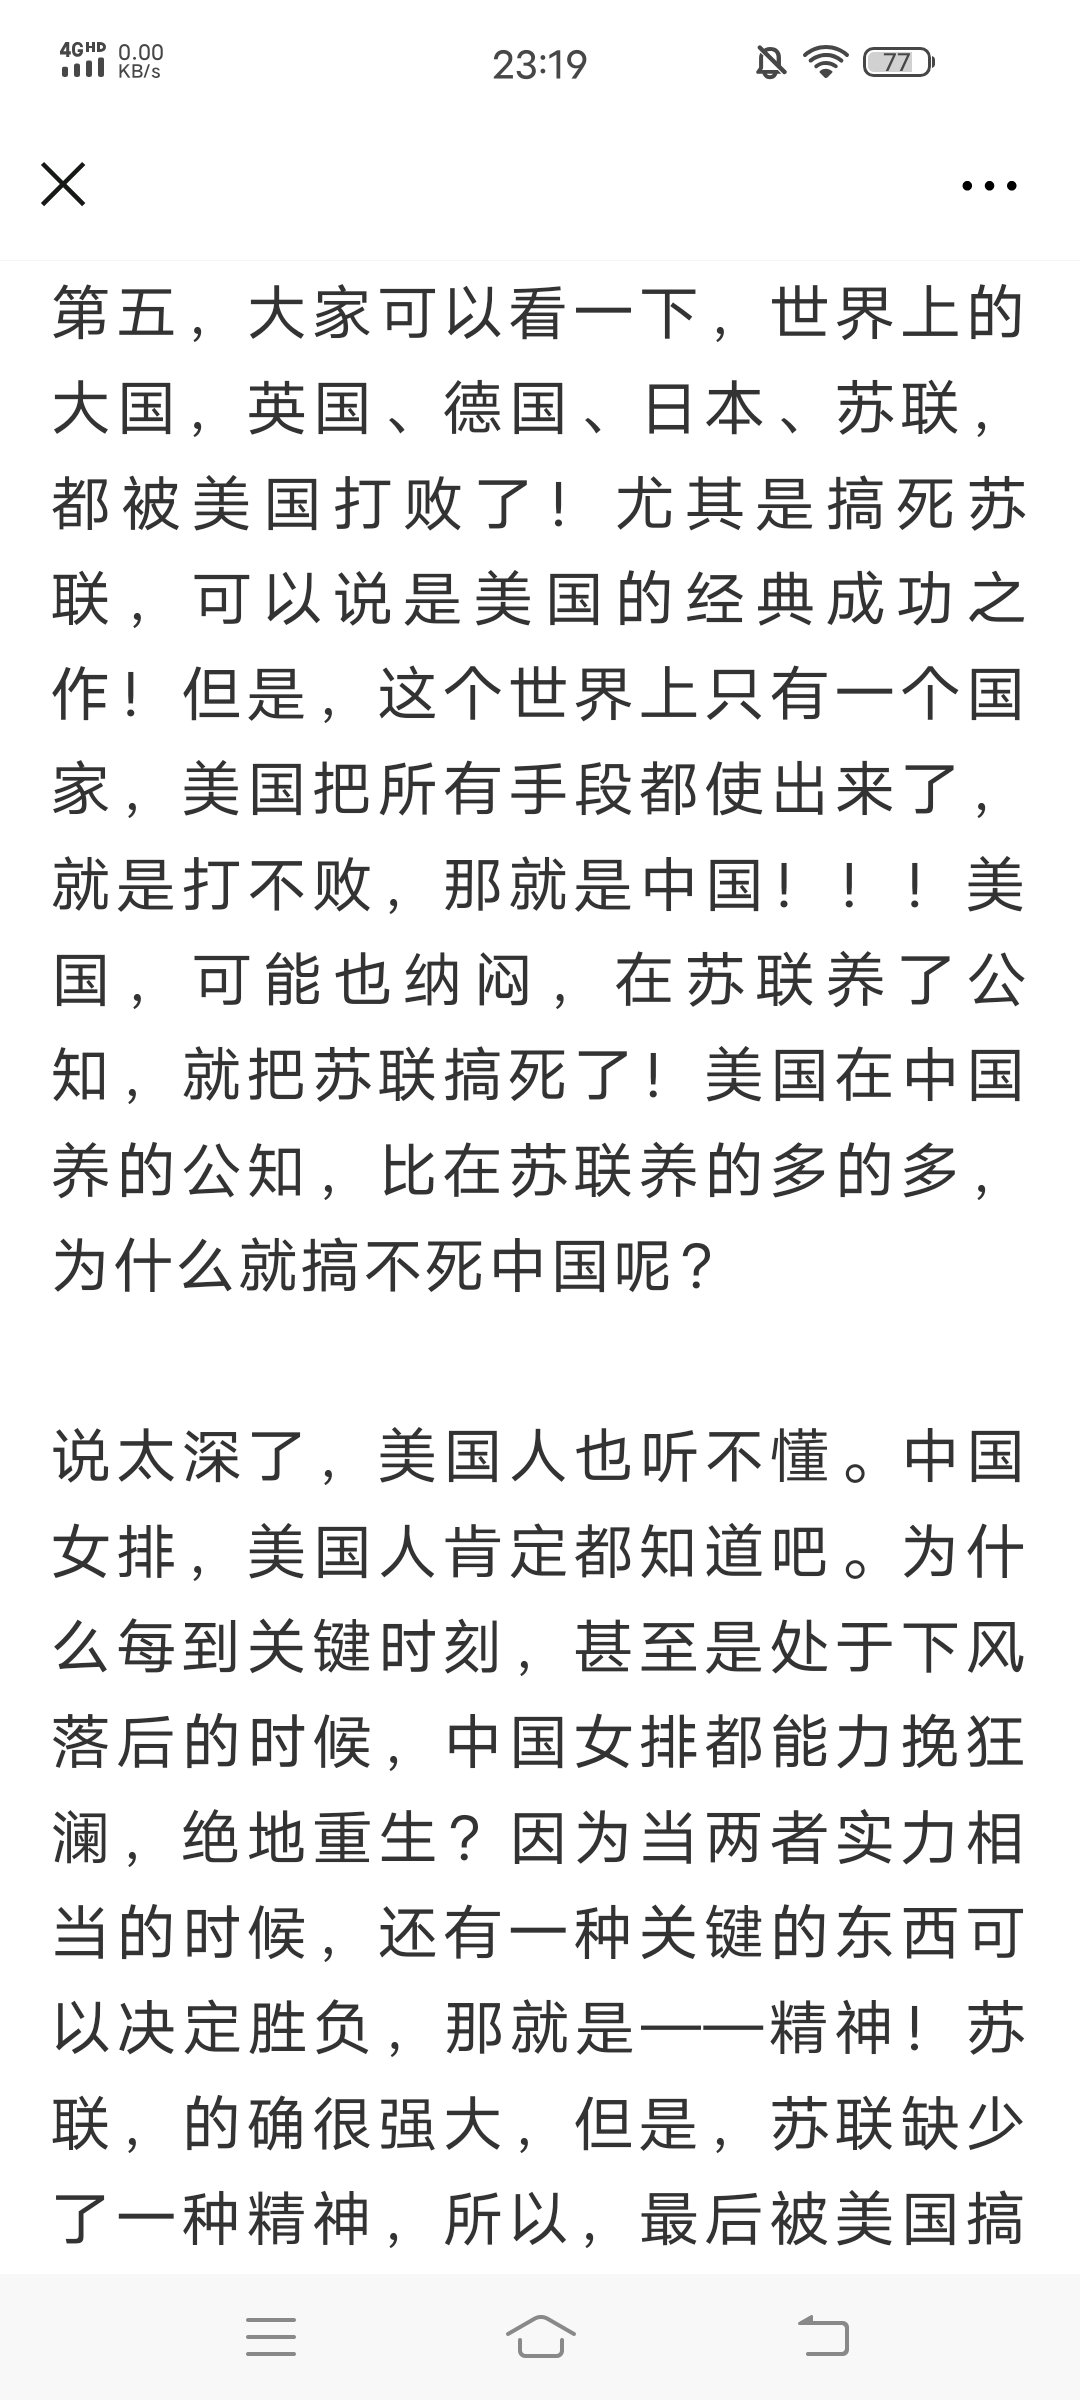 4G HD 0.00 KB/s 23:19 77
第五，大家可以看一下，世界上的
大国，英国、德国、日本、苏联，
都被美国打败了！尤其是搞死苏
联，可以说是美国的经典成功之
作！但是，这个世界上只有一个国
家，美国把所有手段都使出来了，
就是打不败，那就是中国！！！美
国，可能也纳闷，在苏联养了公
知，就把苏联搞死了！美国在中国
养的公知，比在苏联养的多的多，
为什么就搞不死中国呢？
说太深了，美国人也听不懂。中国
女排，美国人肯定都知道吧。为什
么每到关键时刻，甚至是处于下风
落后的时候，中国女排都能力挽狂
澜，绝地重生？因为当两者实力相
当的时候，还有一种关键的东西可
以决定胜负，那就是——精神！苏
联，的确很强大，但是，苏联缺少
了一种精神，所以，最后被美国搞